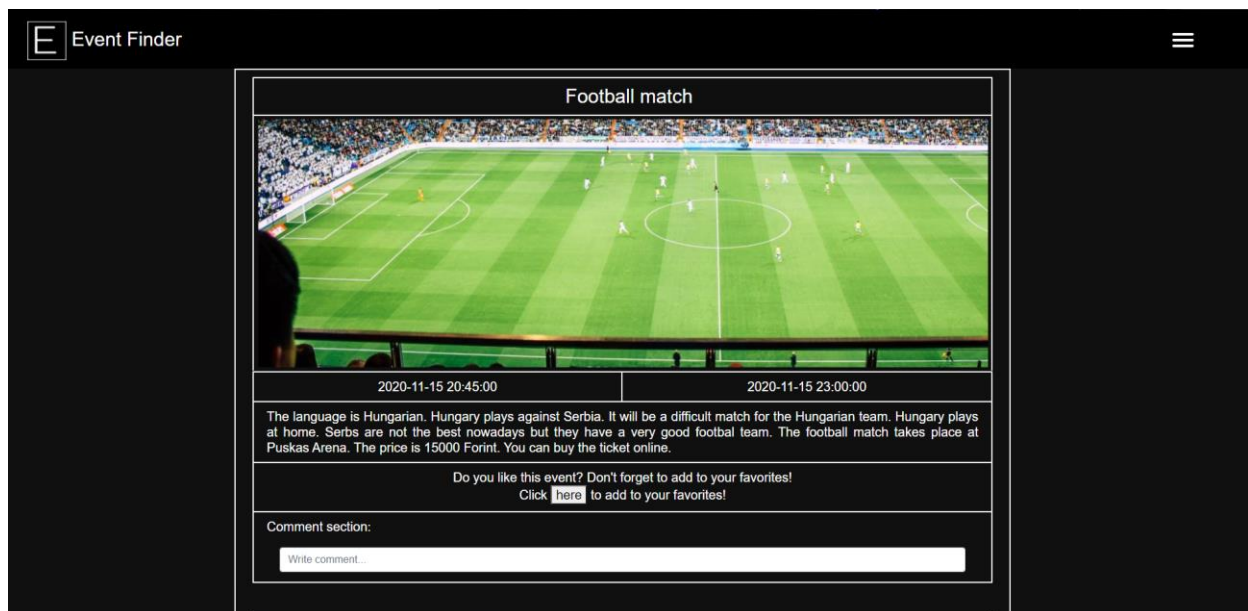 E Event Finder
Football match
2020-11-15 20:45:00 2020-11-15 23:00:00
The language is Hungarian. Hungary plays against Serbia. It will be a difficult match for the Hungarian team. Hungary plays
at home. Serbs are not the best nowadays but they have a very good footbal team. The football match takes place at
Puskas Arena. The price is 15000 Forint. You can buy the ticket online.
Do you like this event? Don't forget to add to your favorites!
Click here to add to your favorites!
Comment section:
Write comment...